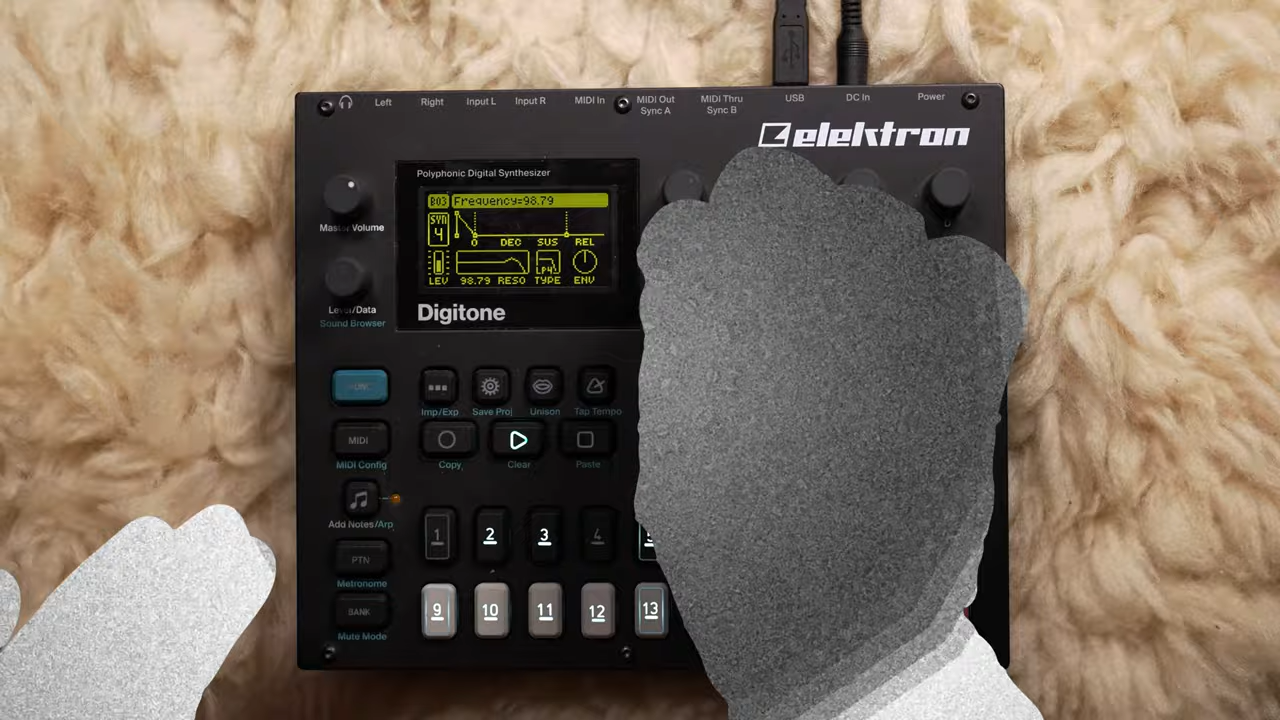 Left Right Input L Input R MIDI In MIDI Out MIDI Thru USB DC In Power
Sync A Sync B
elektron
Polyphonic Digital Synthesizer
B03 Frequency=98.79
SYN
4
0 DEC SUS REL
LEV 98.79 RESO TYPE ENV
Master Volume
Digitone
Level/Data
Sound Browser
FUNC
Imp/Exp Save Proj Unison Tap Tempo
MIDI
MIDI Config
Copy Clear Paste
Add Notes/Arp
1 2 3 4 5
PTN
Metronome
9 10 11 12 13
BANK
Mute Mode